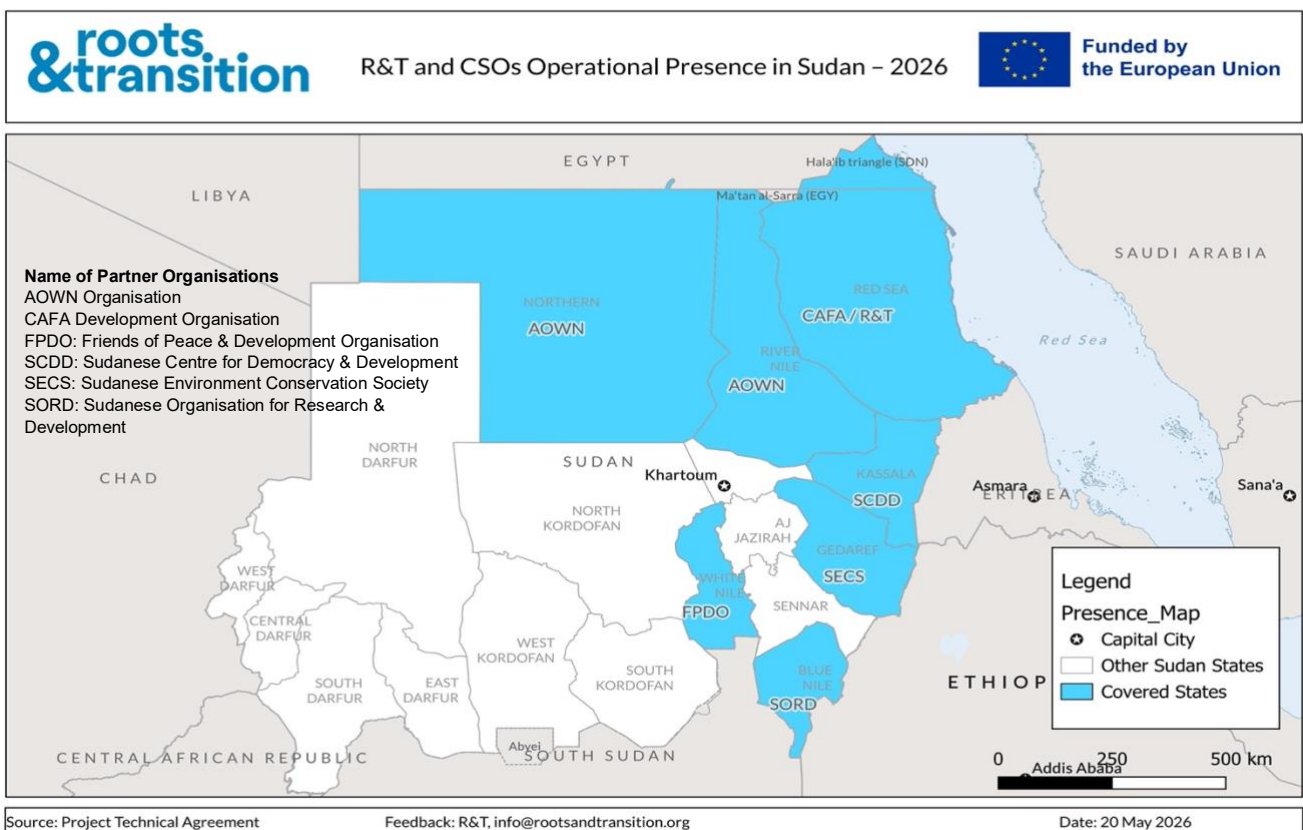 roots
&transition
R&T and CSOs Operational Presence in Sudan – 2026
Funded by
the European Union
EGYPT
Hala'ib triangle (SDN)
LIBYA
Ma'tan al-Sarra (EGY)
SAUDI ARABIA
Name of Partner Organisations
AOWN Organisation
CAFA Development Organisation
FPDO: Friends of Peace & Development Organisation
SCDD: Sudanese Centre for Democracy & Development
SECS: Sudanese Environment Conservation Society
SORD: Sudanese Organisation for Research &
Development
NORTHERN
AOWN
RED SEA
CAFA / R&T
Red Sea
RIVER
NILE
AOWN
NORTH
DARFUR
SUDAN
CHAD
Khartoum
KASSALA
SCDD
Asmara
ERITREA
Sana'a
NORTH
KORDOFAN
AJ
JAZIRAH
GEDAREF
SECS
WEST
DARFUR
WHITE
NILE
FPDO
SENNAR
CENTRAL
DARFUR
WEST
KORDOFAN
SOUTH
KORDOFAN
SOUTH
DARFUR
EAST
DARFUR
BLUE
NILE
SORD
ETHIOP
Abyei
CENTRAL AFRICAN REPUBLIC
SOUTH SUDAN
Legend
Presence_Map
Capital City
Other Sudan States
Covered States
0 250 500 km
Addis Ababa
Source: Project Technical Agreement
Feedback: R&T, info@rootsandtransition.org
Date: 20 May 2026